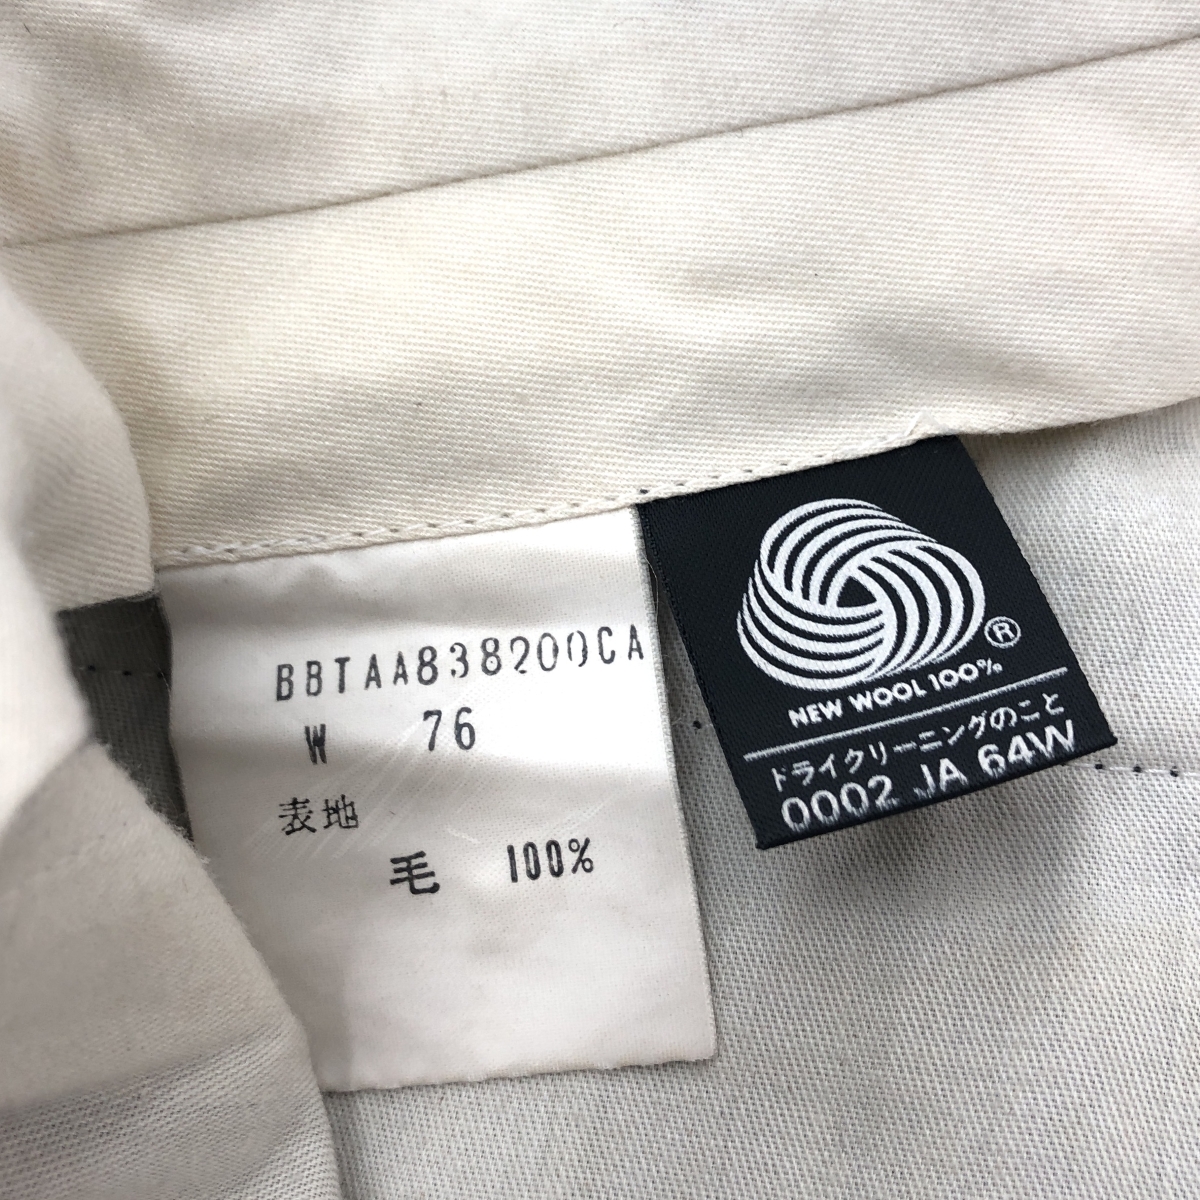 BBTAA838200CA
W 76
表地
毛 100%
®
NEW WOOL 100%
ドライクリーニングのこと
0002 JA 64W